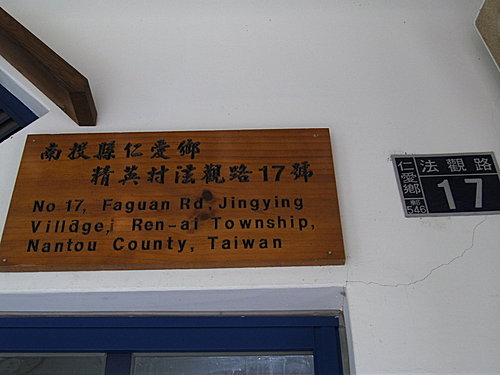 南投縣仁愛鄉
精英村法觀路17號
No 17, Faguan Rd, Jingying
Village, Ren-ai Township,
Nantou County, Taiwan
仁愛鄉
546
法觀路
17